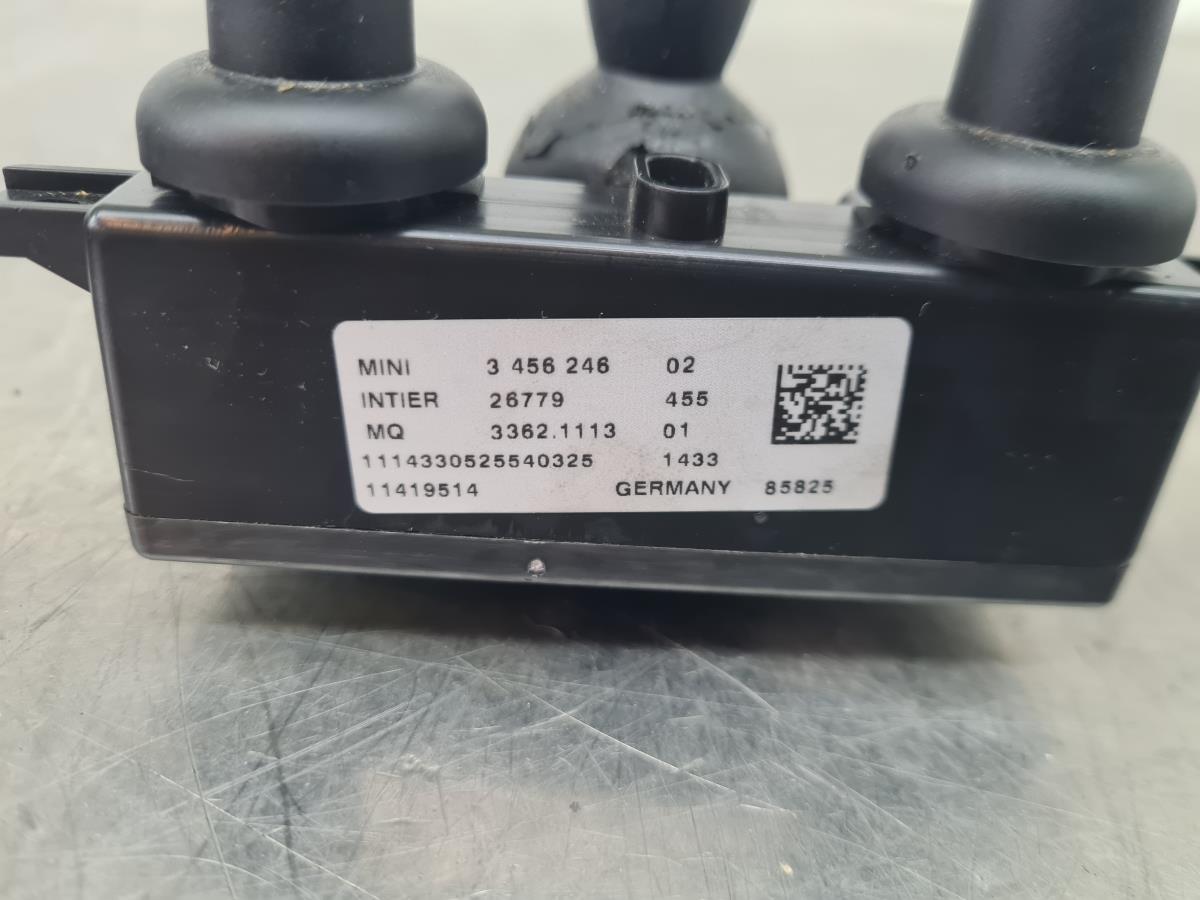 MINI 3 456 246 02
INTIER 26779 455
MQ 3362.1113 01
1114330525540325 1433
11419514 GERMANY 85825